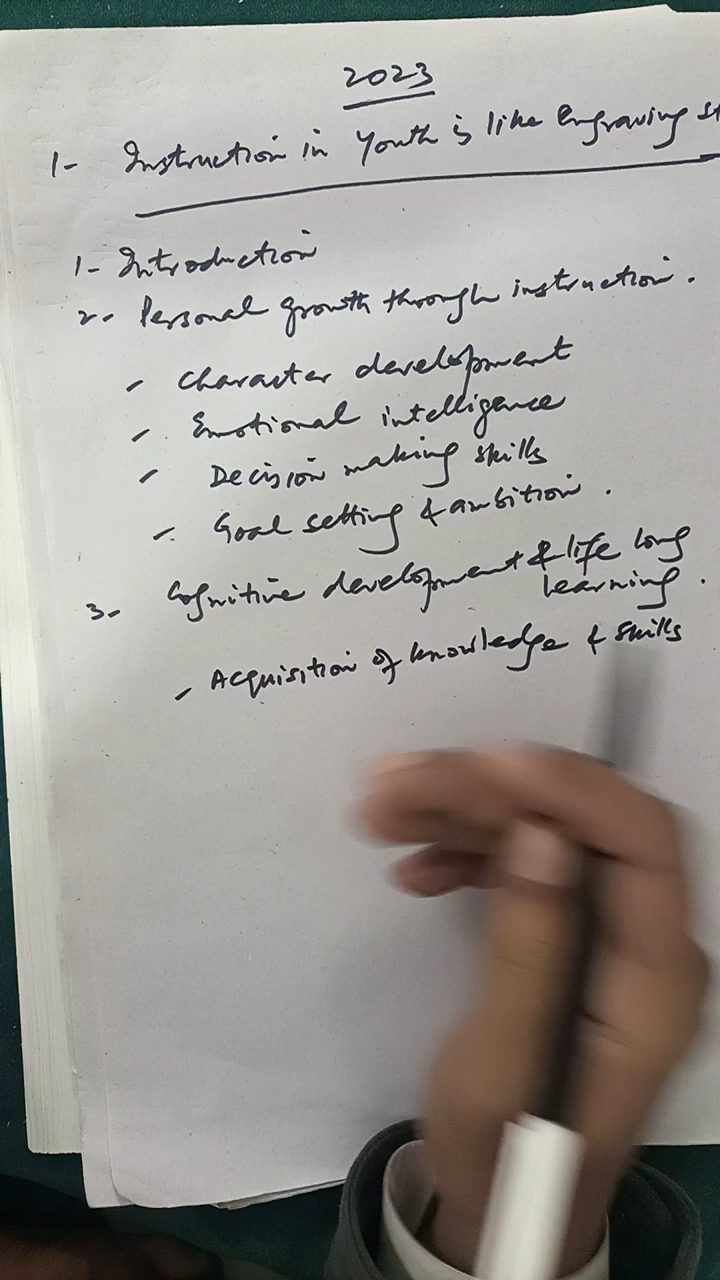 2023
1- Instruction in Youth is like Engraving st
1- Introduction
2. Personal growth through instruction.
- Character development
- Emotional intelligence
- Decision making skills
- Goal setting & ambition.
3- Cognitive development & life long
learning.
- Acquisition of knowledge & skills